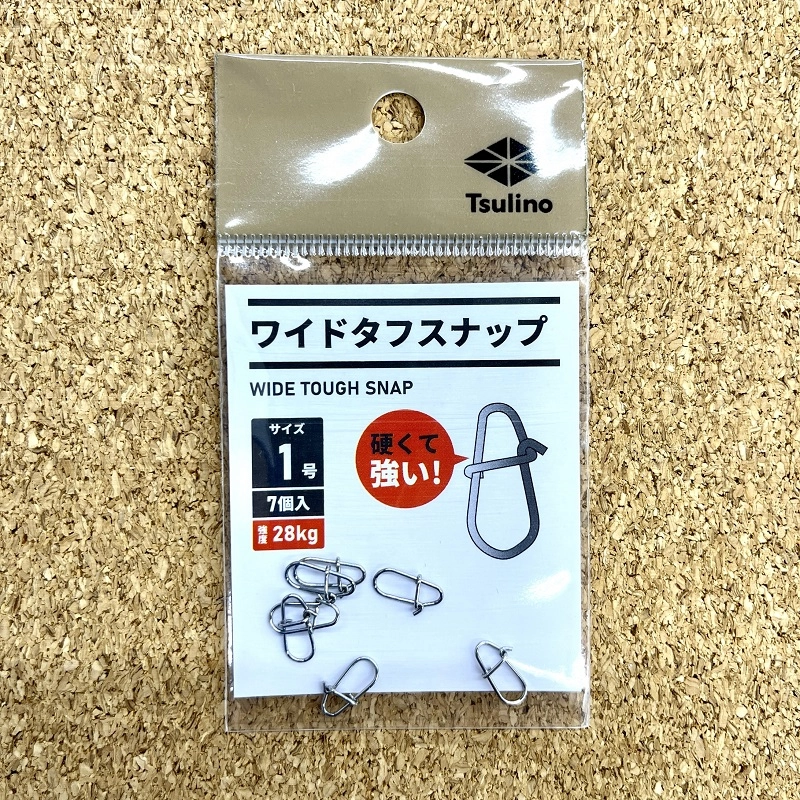 Tsulino
ワイドタフスナップ
WIDE TOUGH SNAP
サイズ
1号
7個入
強度 28kg
硬くて
強い!